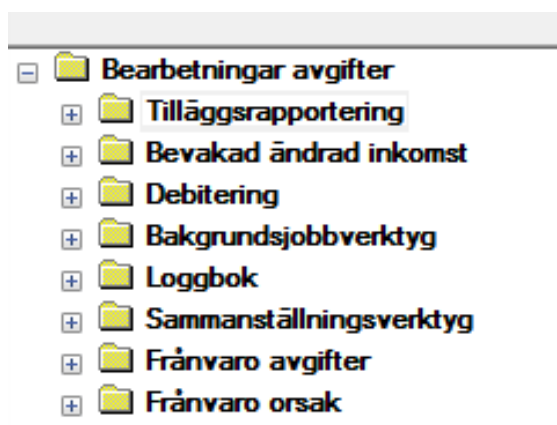 Bearbetningar avgifter
Tilläggsrapportering
Bevakad ändrad inkomst
Debitering
Bakgrundsjobbverktyg
Loggbok
Sammanställningsverktyg
Frånvaro avgifter
Frånvaro orsak